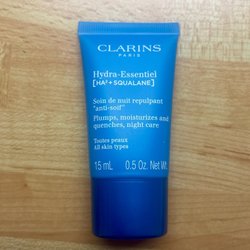 CLARINS
PARIS
Hydra-Essentiel
[HA² + SQUALANE]
Soin de nuit repulpant
"anti-soif"
Plumps, moisturizes and
quenches, night care
Toutes peaux
All skin types
15 mL 0.5 Oz. Net Wt.